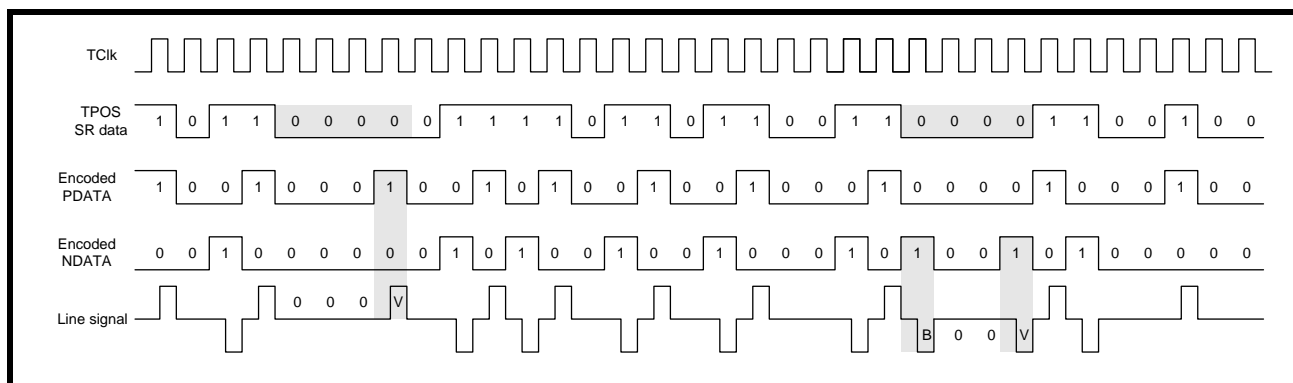 TClk
TPOS
SR data
1 0 1 1 0 0 0 0 0 1 1 1 1 0 1 1 0 1 1 0 0 1 1 0 0 0 0 1 1 0 0 1 0 0
Encoded
PDATA
1 0 0 1 0 0 0 1 0 0 1 0 1 0 0 1 0 0 1 0 0 0 1 0 0 0 0 1 0 0 0 1 0 0
Encoded
NDATA
0 0 1 0 0 0 0 0 0 1 0 1 0 0 1 0 0 1 0 0 0 1 0 1 0 0 1 0 1 0 0 0 0 0
Line signal
0 0 0 V
B 0 0 V